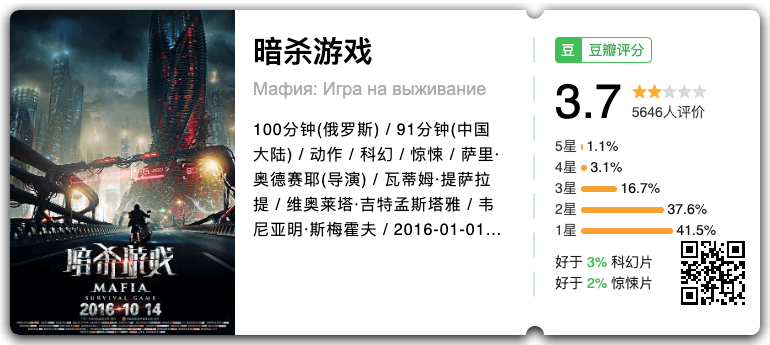 暗杀游戏
MAFIA
SURVIVAL GAME
2016-10-14
暗杀游戏
Мафия: Игра на выживание
100分钟(俄罗斯) / 91分钟(中国
大陆) / 动作 / 科幻 / 惊悚 / 萨里·
奥德赛耶(导演) / 瓦蒂姆·提萨拉
提 / 维奥莱塔·吉特孟斯塔雅 / 韦
尼亚明·斯梅霍夫 / 2016-01-01...
豆 豆瓣评分
3.7
5646人评价
5星 1.1%
4星 3.1%
3星 16.7%
2星 37.6%
1星 41.5%
好于 3% 科幻片
好于 2% 惊悚片